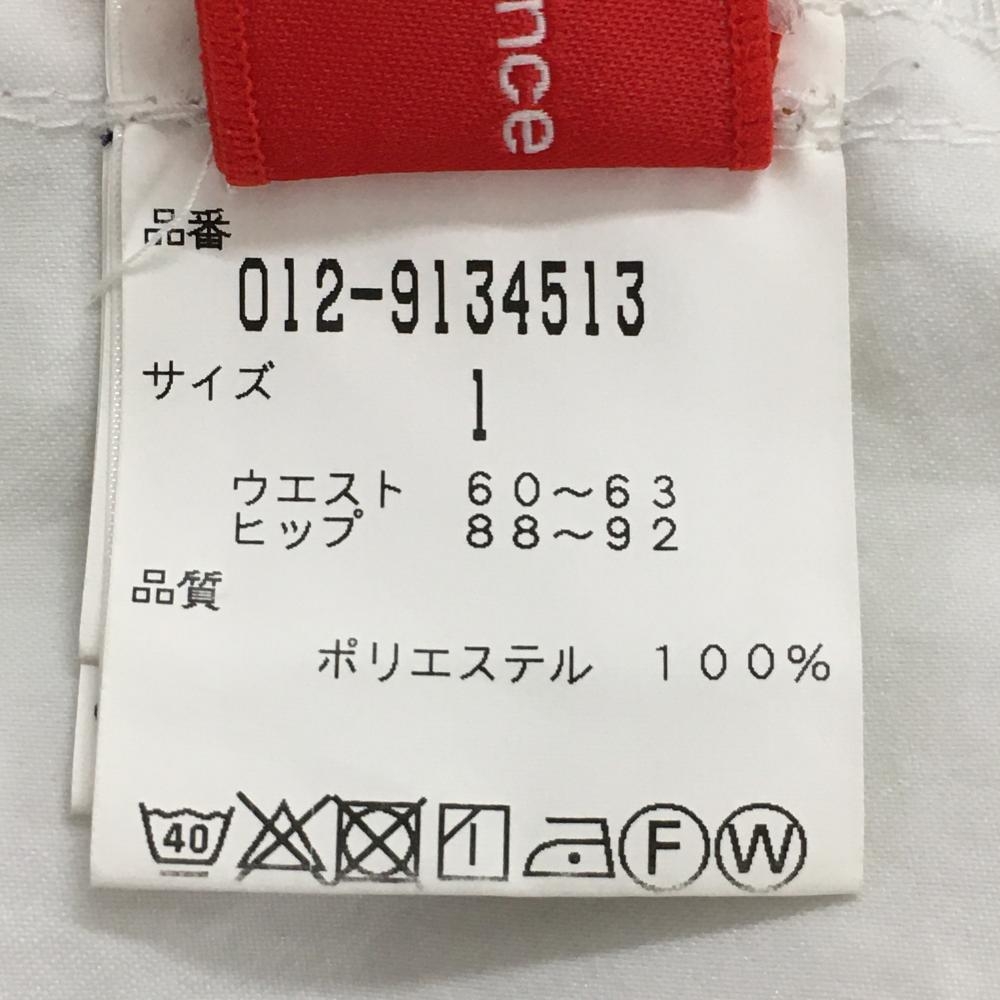 nce
品番
012-9134513
サイズ
1
ウエスト 60～63
ヒップ 88～92
品質
ポリエステル 100%
40
F W